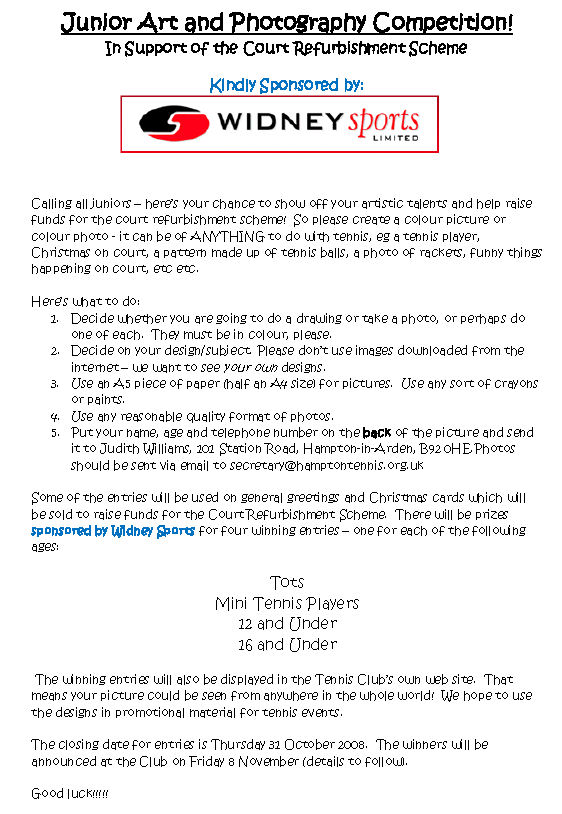 Junior Art and Photography Competition!
In Support of the Court Refurbishment Scheme
Kindly Sponsored by:
WIDNEY sports
LIMITED
Calling all juniors – here's your chance to show off your artistic talents and help raise
funds for the court refurbishment scheme! So please create a colour picture or
colour photo - it can be of ANYTHING to do with tennis, eg a tennis player,
Christmas on court, a pattern made up of tennis balls, a photo of rackets, funny things
happening on court, etc etc.
Here's what to do:
1. Decide whether you are going to do a drawing or take a photo, or perhaps do
one of each. They must be in colour, please.
2. Decide on your design/subject. Please don't use images downloaded from the
internet – we want to see your own designs.
3. Use an A5 piece of paper (half an A4 size) for pictures. Use any sort of crayons
or paints.
4. Use any reasonable quality format of photos.
5. Put your name, age and telephone number on the back of the picture and send
it to Judith Williams, 101 Station Road, Hampton-in-Arden, B92 0HE Photos
should be sent via email to secretary@hamptontennis.org.uk
Some of the entries will be used on general greetings and Christmas cards which will
be sold to raise funds for the Court Refurbishment Scheme. There will be prizes
sponsored by Widney Sports for four winning entries – one for each of the following
ages:
Tots
Mini Tennis Players
12 and Under
16 and Under
The winning entries will also be displayed in the Tennis Club's own web site. That
means your picture could be seen from anywhere in the whole world! We hope to use
the designs in promotional material for tennis events.
The closing date for entries is Thursday 31 October 2008. The winners will be
announced at the Club on Friday 8 November (details to follow).
Good luck!!!!!